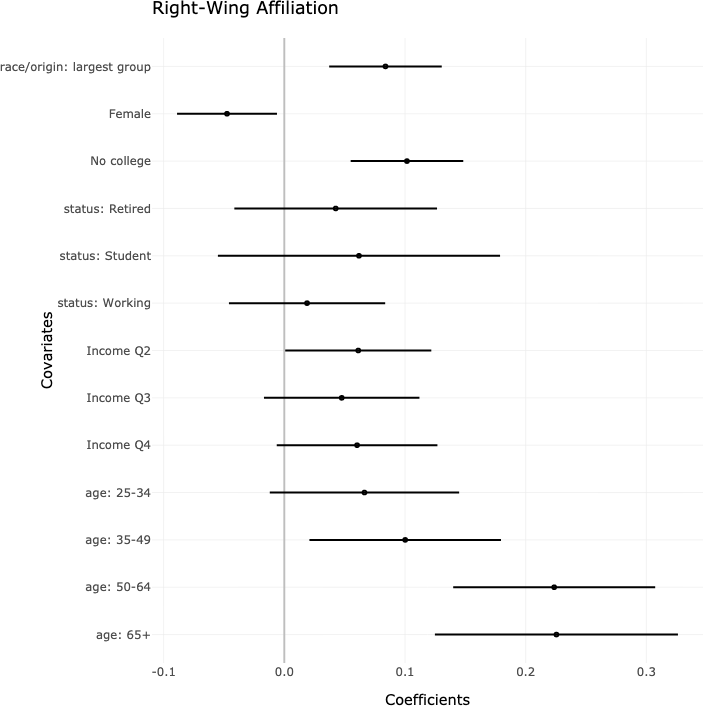 Right-Wing Affiliation
race/origin: largest group
Female
No college
status: Retired
status: Student
status: Working
Income Q2
Income Q3
Income Q4
age: 25-34
age: 35-49
age: 50-64
age: 65+
Covariates
-0.1 0.0 0.1 0.2 0.3
Coefficients